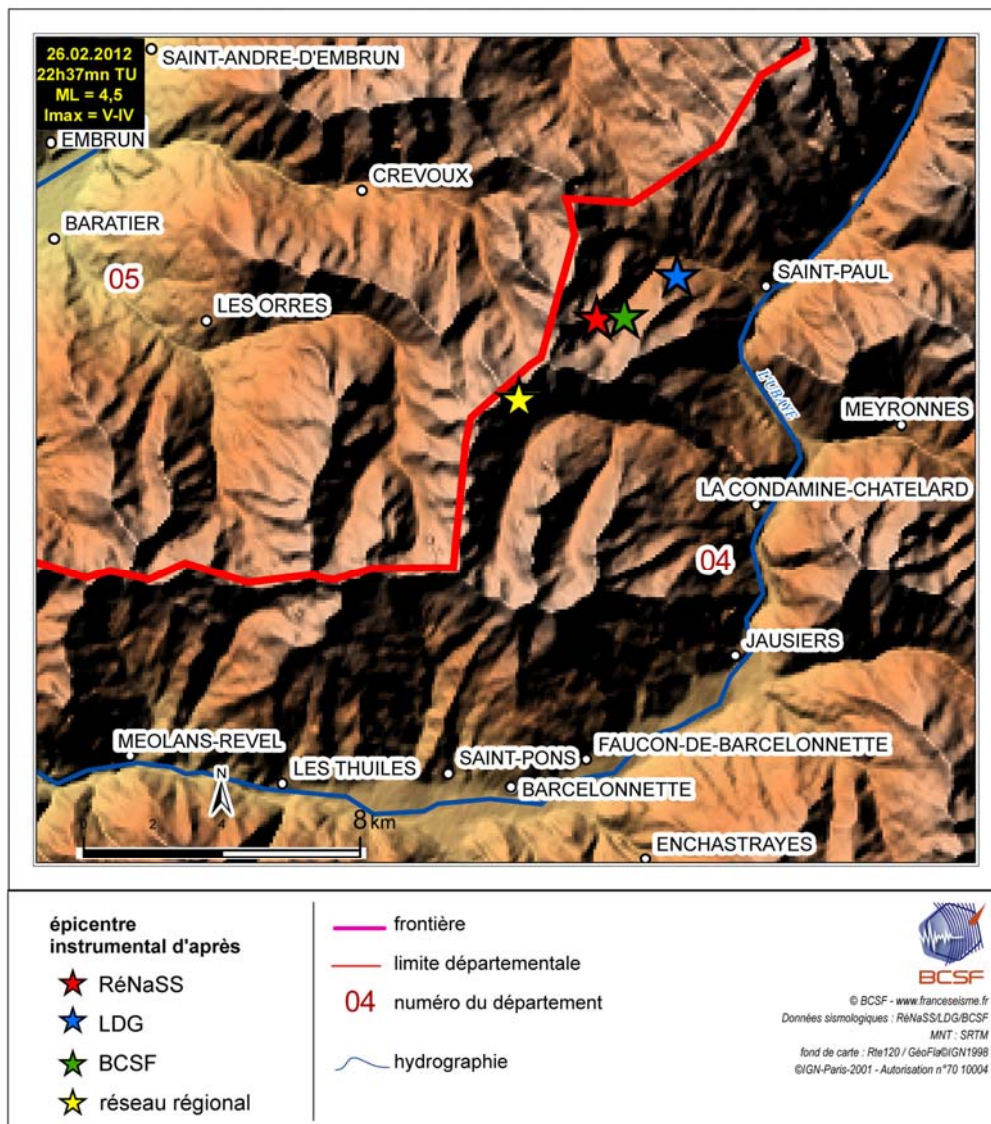 26.02.2012
22h37mn TU
ML = 4,5
Imax = V-IV
SAINT-ANDRE-D'EMBRUN
EMBRUN
CREVOUX
BARATIER
05
LES ORRES
SAINT-PAUL
L'UBAYE
MEYRONNES
LA CONDAMINE-CHATELARD
04
JAUSIERS
MEOLANS-REVEL
LES THUILES
SAINT-PONS
FAUCON-DE-BARCELONNETTE
BARCELONNETTE
ENCHASTRAYES
N
0 2 4 8 km
épicentre
instrumental d'après
RéNaSS
LDG
BCSF
réseau régional
frontière
limite départementale
04 numéro du département
hydrographie
BCSF
© BCSF - www.franceseisme.fr
Données sismologiques : RéNaSS/LDG/BCSF
MNT : SRTM
fond de carte : Rte120 / GéoFla©IGN1998
©IGN-Paris-2001 - Autorisation n°70 10004